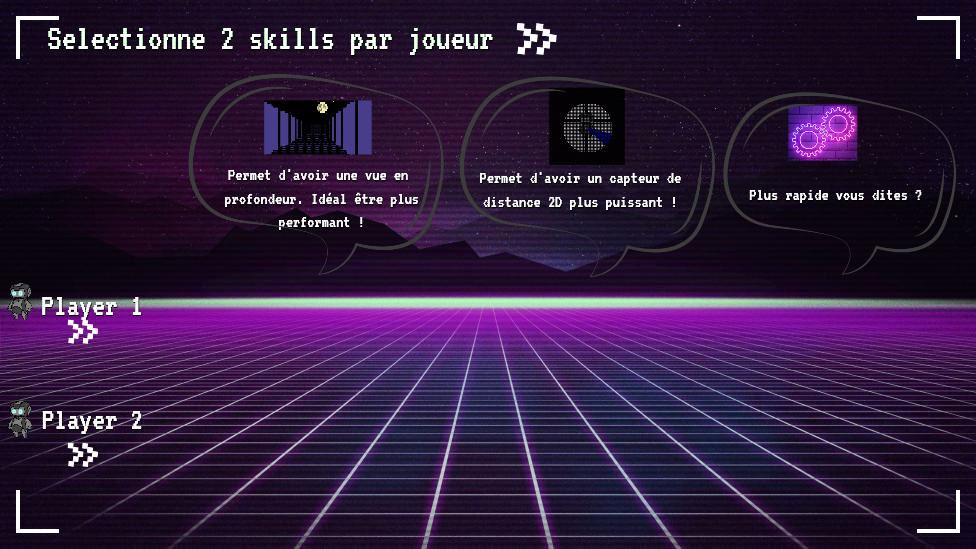 Selectionne 2 skills par joueur
Permet d'avoir une vue en
profondeur. Idéal être plus
performant !
Permet d'avoir un capteur de
distance 2D plus puissant !
Plus rapide vous dites ?
Player 1
Player 2